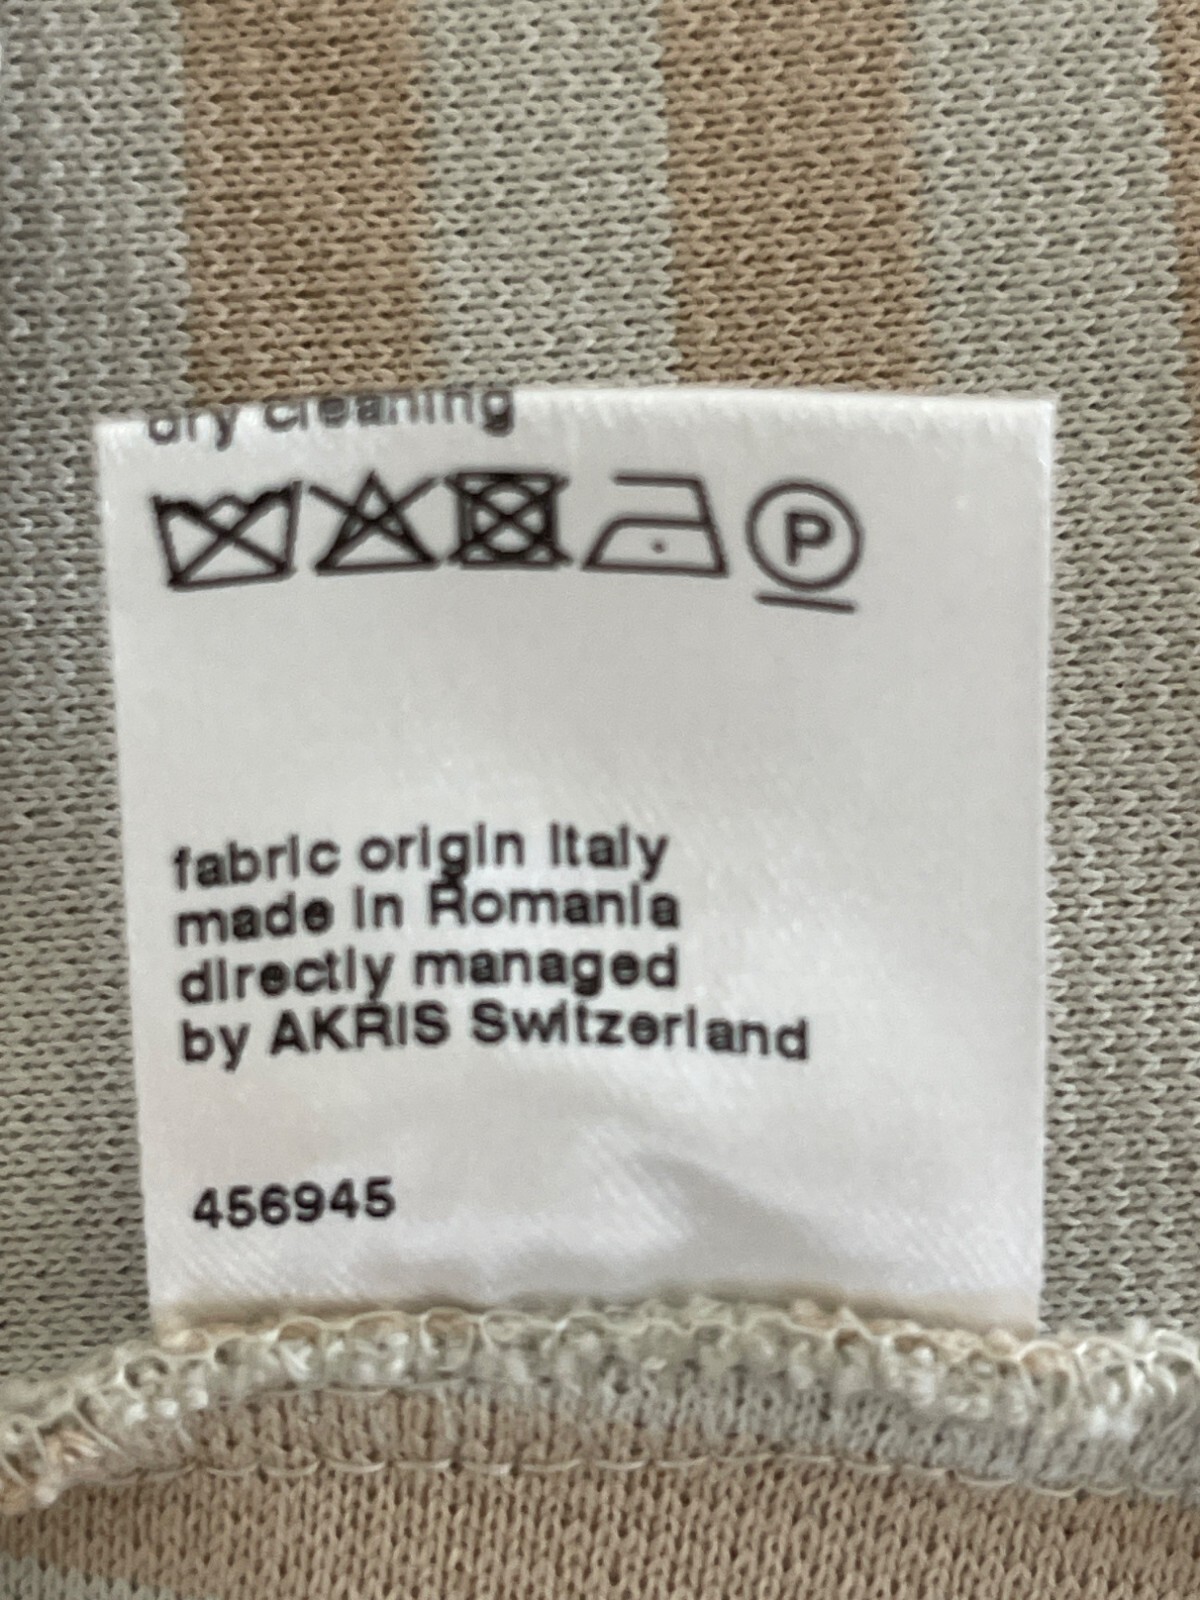 dry cleaning
P
fabric origin Italy
made in Romania
directly managed
by AKRIS Switzerland
456945